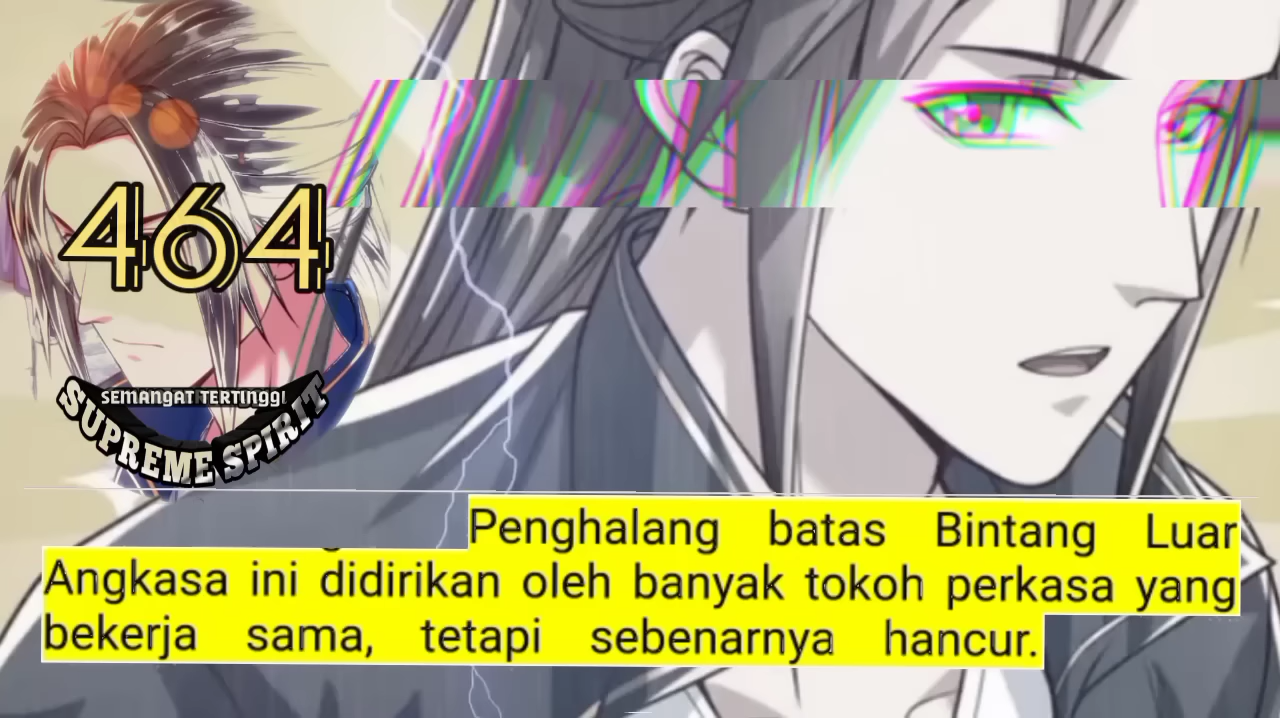 464
SEMANGAT TERTINGGI
SUPREME SPIRIT
Penghalang batas Bintang Luar
Angkasa ini didirikan oleh banyak tokoh perkasa yang
bekerja sama, tetapi sebenarnya hancur.